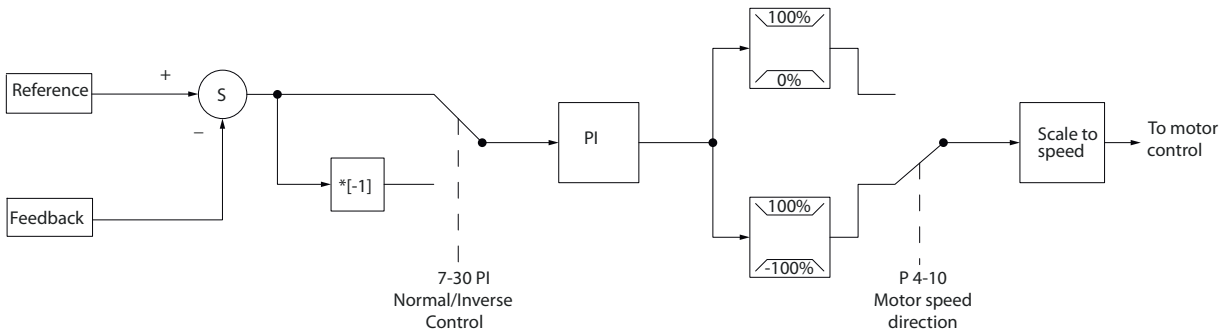 Reference
+
S
–
Feedback
*[-1]
7-30 PI
Normal/Inverse
Control
PI
100%
0%
100%
-100%
P 4-10
Motor speed
direction
Scale to
speed
To motor
control